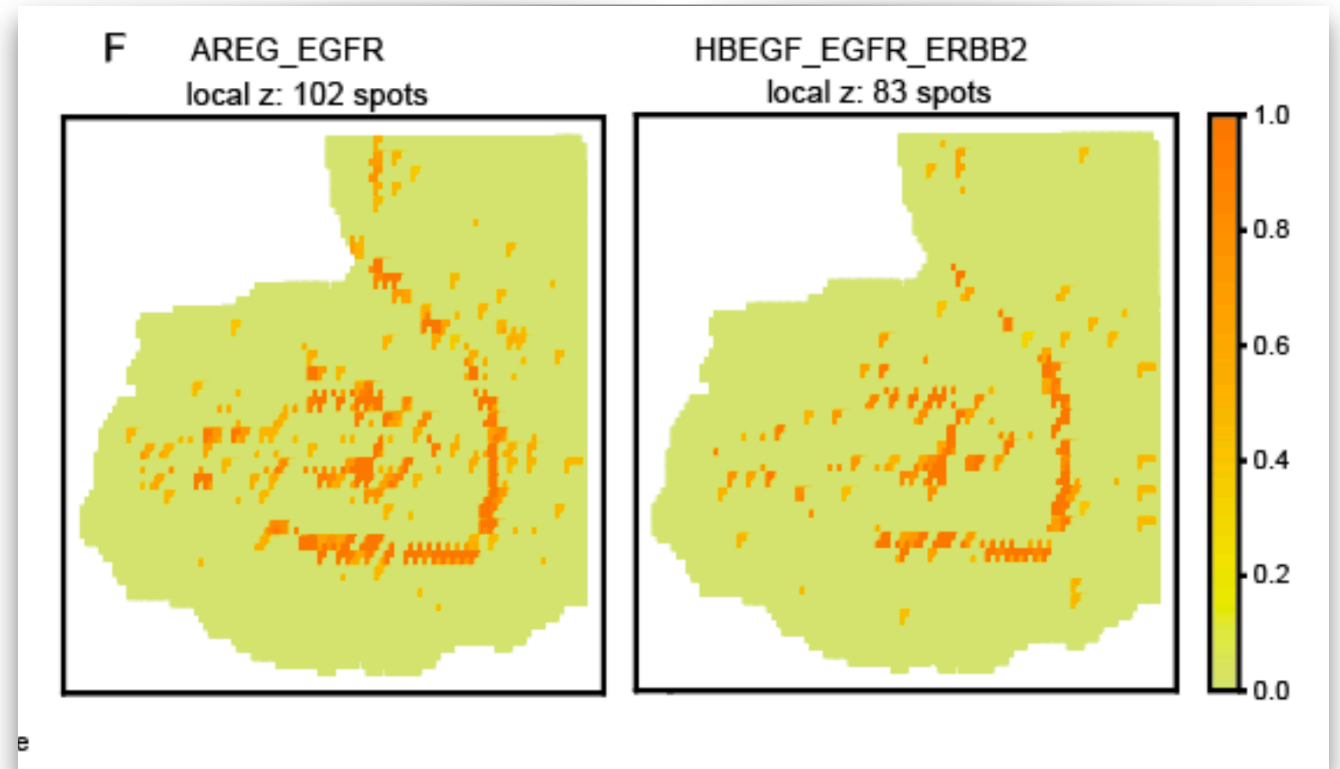 F AREG_EGFR HBEGF_EGFR_ERBB2
local z: 102 spots local z: 83 spots
1.0
0.8
0.6
0.4
0.2
0.0
e